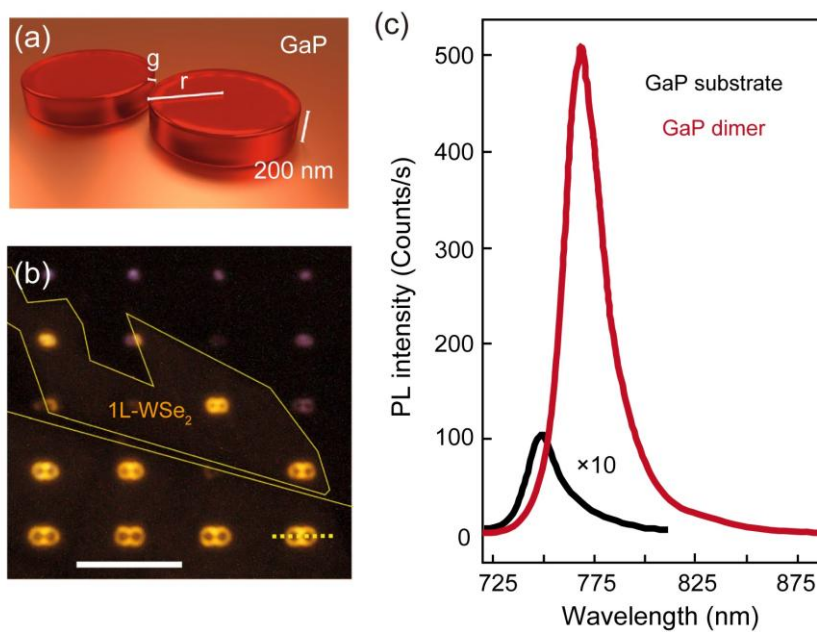 (a)
GaP
g
r
200 nm
(b)
1L-WSe₂
(c)
PL intensity (Counts/s)
500
400
300
200
100
0
GaP substrate
GaP dimer
×10
725
775
825
875
Wavelength (nm)